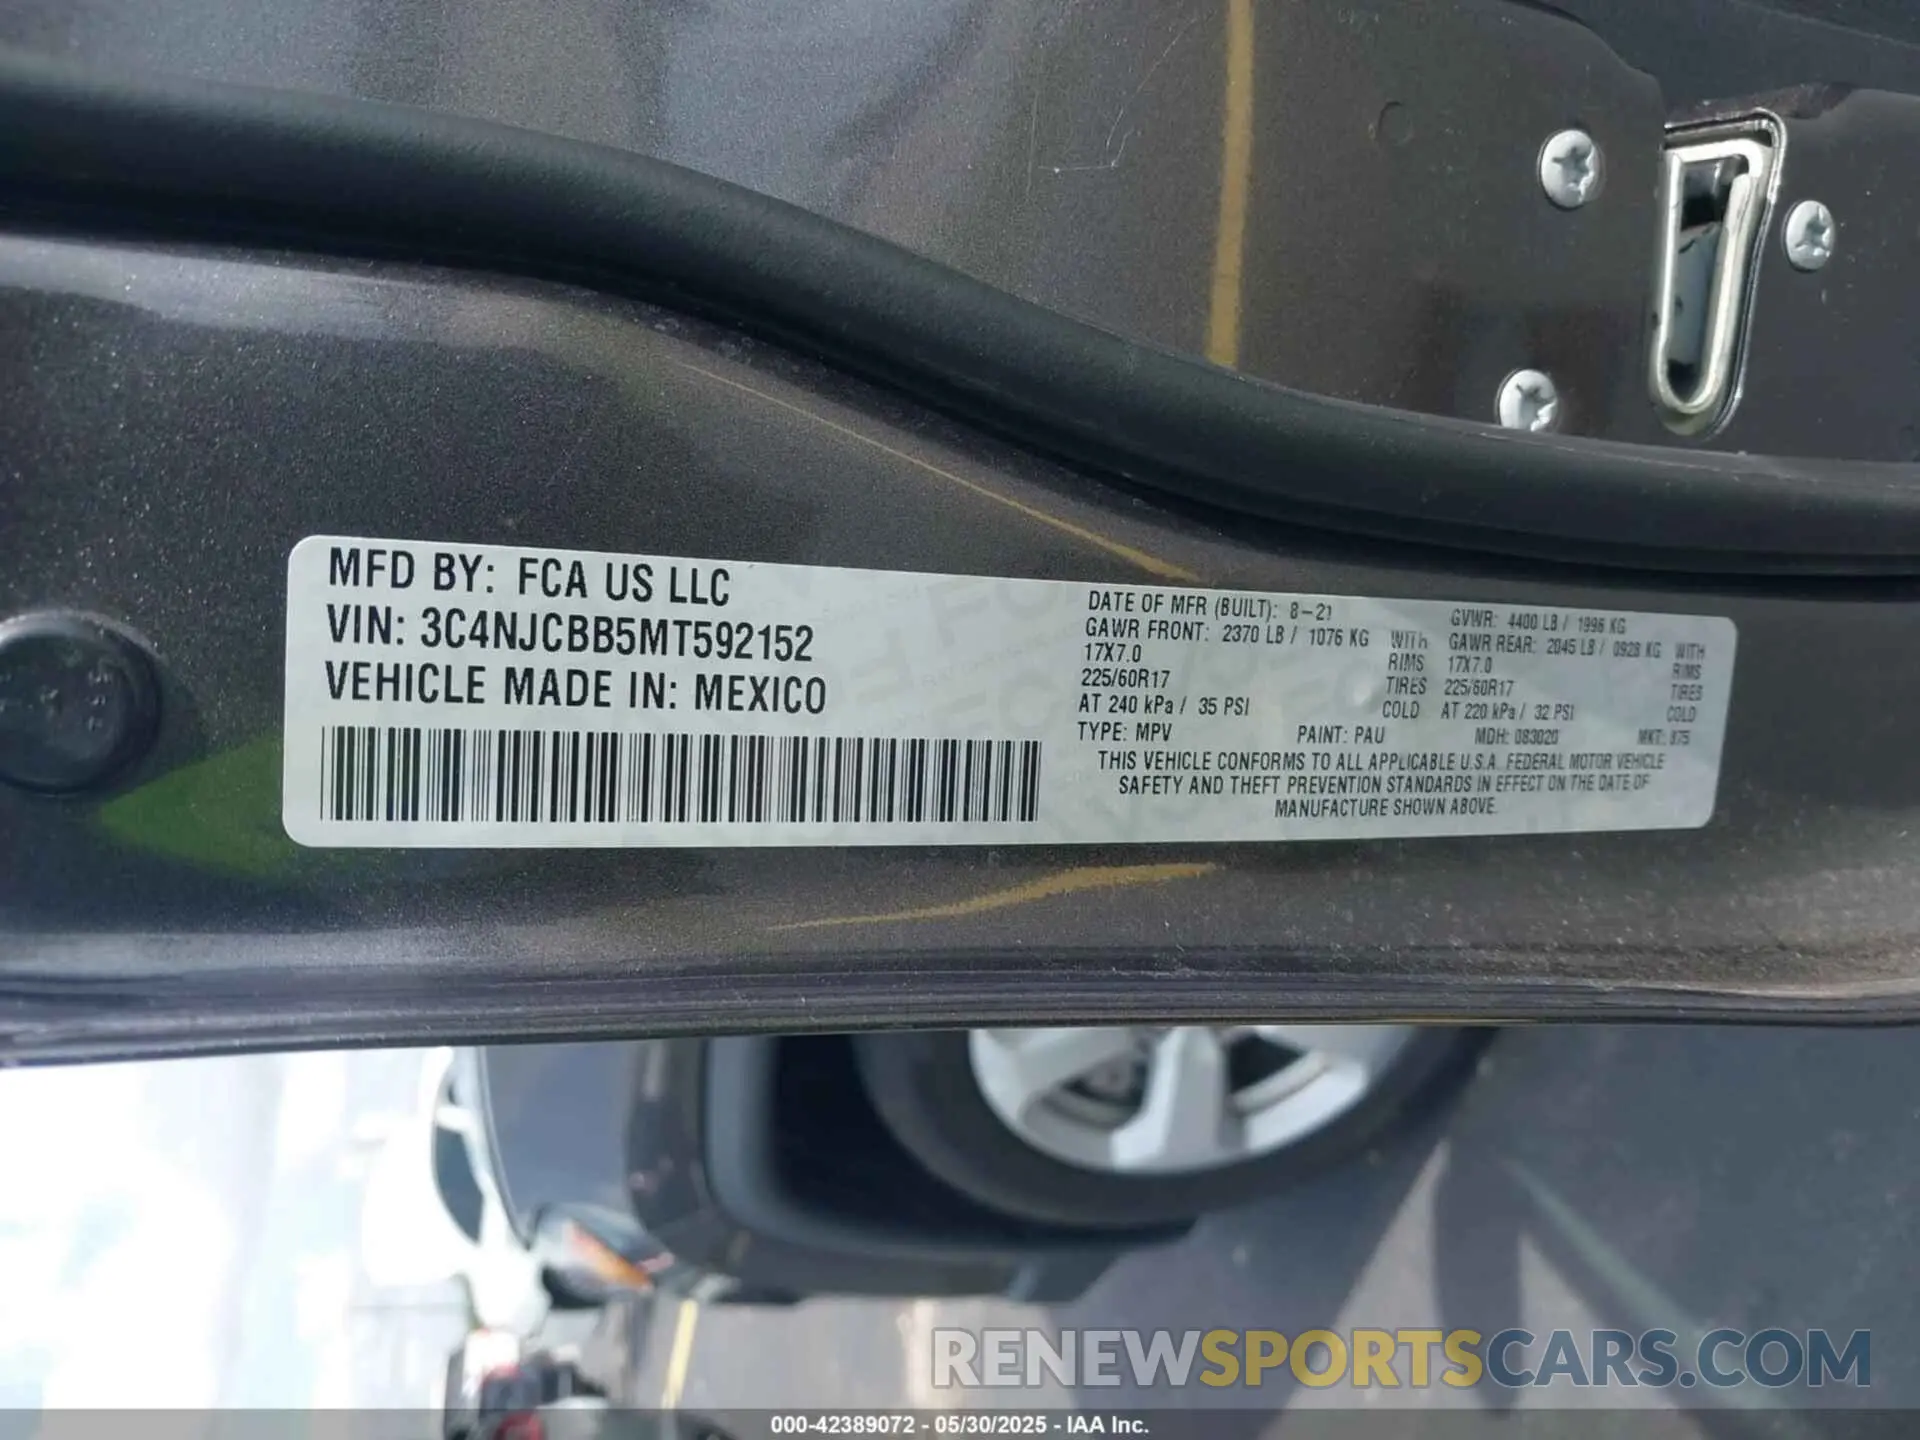 MFD BY: FCA US LLC
VIN: 3C4NJCBB5MT592152
VEHICLE MADE IN: MEXICO
DATE OF MFR (BUILT): 8-21 GVWR: 4400 LB / 1996 KG
GAWR FRONT: 2370 LB / 1076 KG WITH GAWR REAR: 2045 LB / 0928 KG WITH
17X7.0 RIMS 17X7.0 RIMS
225/60R17 TIRES 225/60R17 TIRES
AT 240 kPa / 35 PSI COLD AT 220 kPa / 32 PSI COLD
TYPE: MPV PAINT: PAU MDH: 083020 MKT: 875
THIS VEHICLE CONFORMS TO ALL APPLICABLE U.S.A. FEDERAL MOTOR VEHICLE
SAFETY AND THEFT PREVENTION STANDARDS IN EFFECT ON THE DATE OF
MANUFACTURE SHOWN ABOVE.
RENEWSPORTSCARS.COM
000-42389072 - 05/30/2025 - IAA Inc.